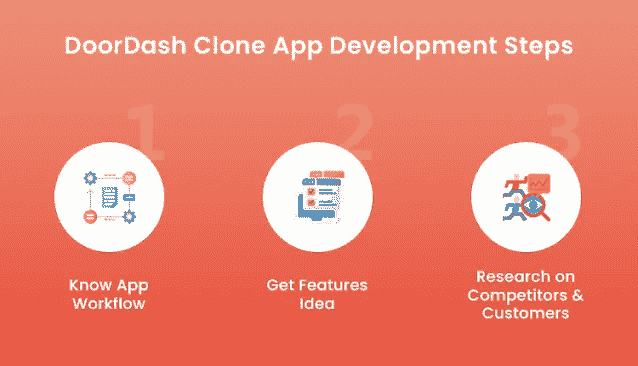 DoorDash Clone App Development Steps
1
2
3
Know App
Workflow
Get Features
Idea
Research on
Competitors &
Customers